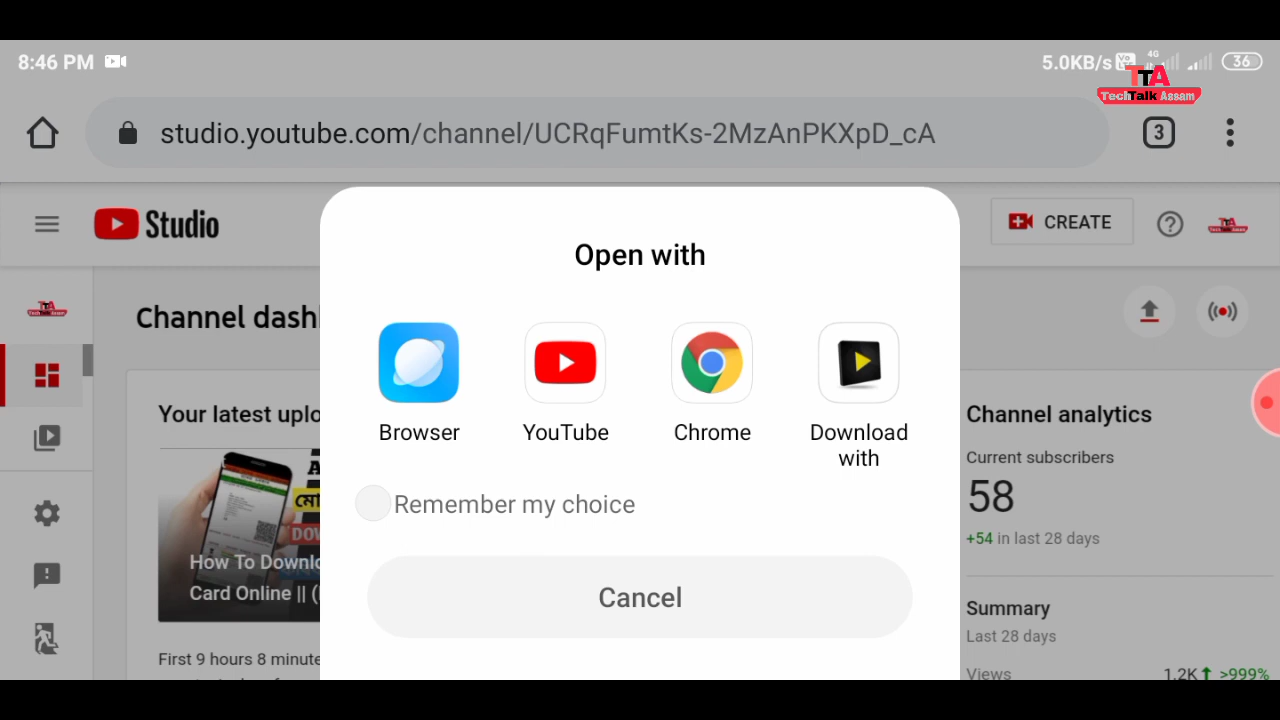 8:46 PM
5.0KB/s
4G
36
TTA
TechTalk Assam
studio.youtube.com/channel/UCRqFumtKs-2MzAnPKXpD_cA
3
Studio
CREATE
Open with
Channel dash
Browser
YouTube
Chrome
Download
with
Remember my choice
Cancel
Your latest uplo
How To Downlo
Card Online || (
First 9 hours 8 minute
Channel analytics
Current subscribers
58
+54 in last 28 days
Summary
Last 28 days
Views
1.2K
>999%